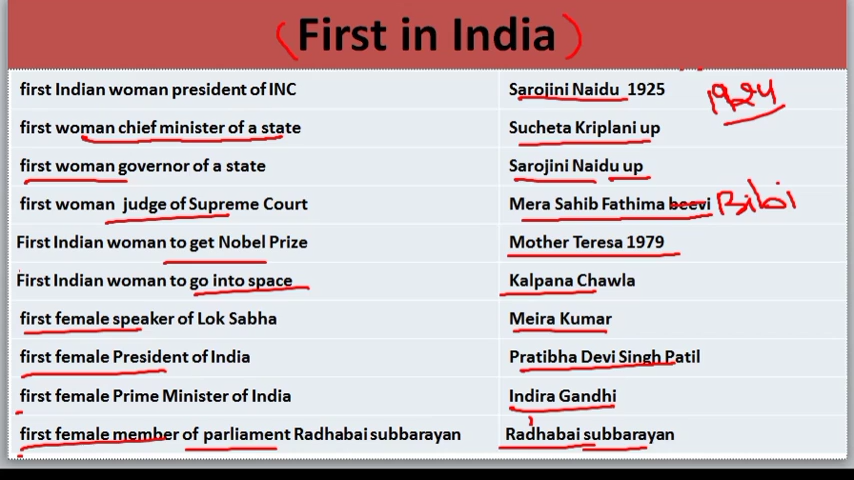 (First in India)
first Indian woman president of INC Sarojini Naidu 1925 1924
first woman chief minister of a state Sucheta Kriplani up
first woman governor of a state Sarojini Naidu up
first woman judge of Supreme Court Mera Sahib Fathima beevi Bibi
First Indian woman to get Nobel Prize Mother Teresa 1979
First Indian woman to go into space Kalpana Chawla
first female speaker of Lok Sabha Meira Kumar
first female President of India Pratibha Devi Singh Patil
first female Prime Minister of India Indira Gandhi
first female member of parliament Radhabai subbarayan Radhabai subbarayan